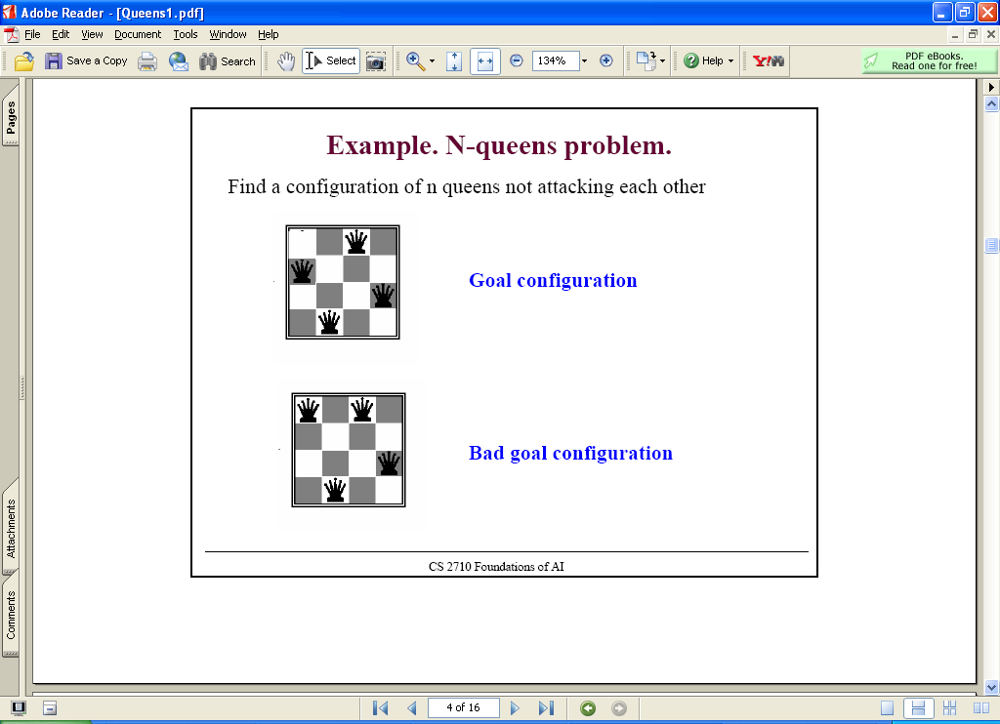 Adobe Reader - [Queens1.pdf]
File Edit View Document Tools Window Help
Save a Copy Search Select 134% Help Y!
PDF eBooks.
Read one for free!
Pages
Attachments
Comments
Example. N-queens problem.
Find a configuration of n queens not attacking each other
Goal configuration
Bad goal configuration
CS 2710 Foundations of AI
4 of 16